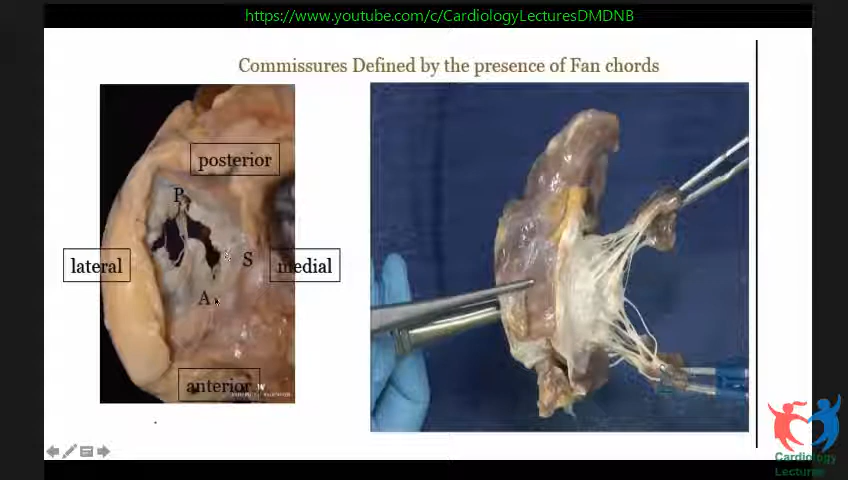 https://www.youtube.com/c/CardiologyLecturesDMDNB
Commissures Defined by the presence of Fan chords
posterior
P
lateral
S
medial
A
anterior
Cardiology
Lectures